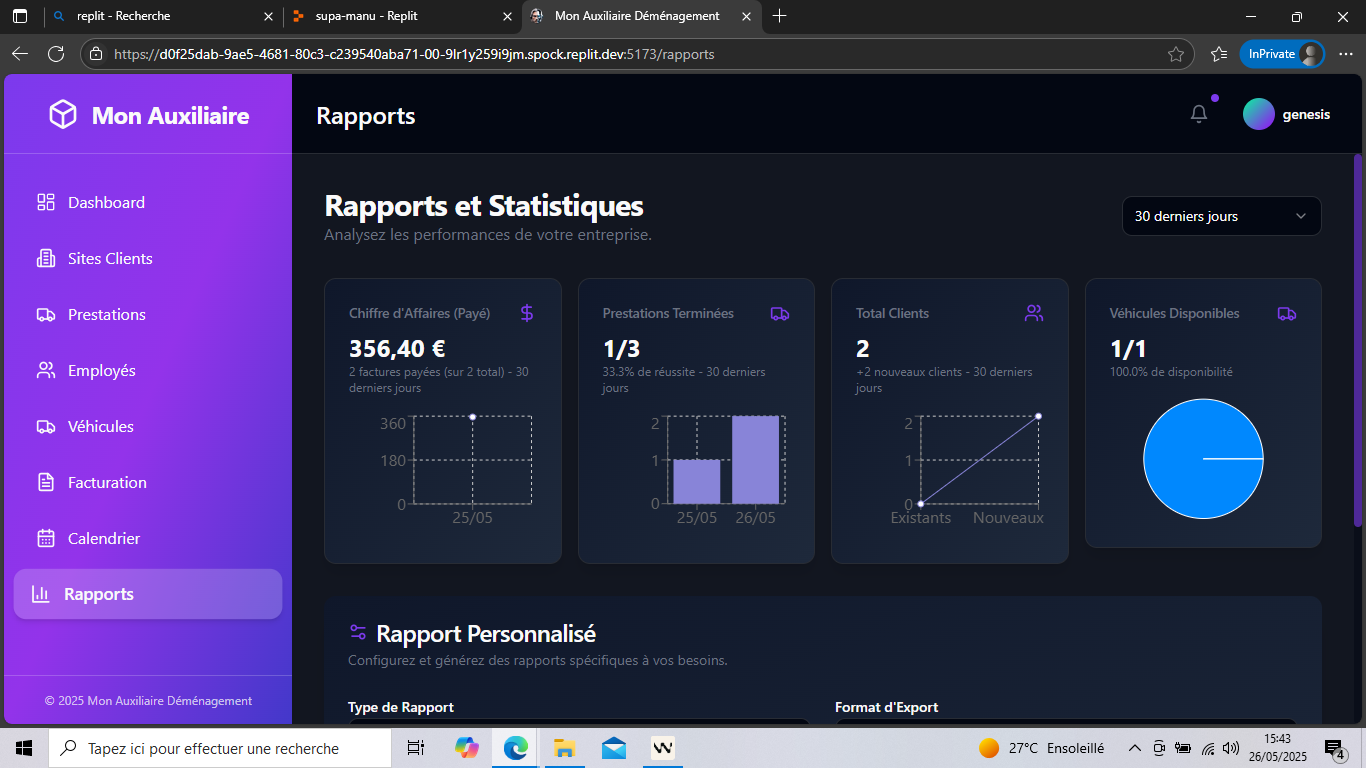 replit - Recherche
supa-manu - Replit
Mon Auxiliaire Déménagement
https://d0f25dab-9ae5-4681-80c3-c239540aba71-00-9lr1y259i9jm.spock.replit.dev:5173/rapports
InPrivate
Mon Auxiliaire
Rapports
genesis
Dashboard
Sites Clients
Prestations
Employés
Véhicules
Facturation
Calendrier
Rapports
© 2025 Mon Auxiliaire Déménagement
Rapports et Statistiques
Analysez les performances de votre entreprise.
30 derniers jours
Chiffre d'Affaires (Payé)
356,40 €
2 factures payées (sur 2 total) - 30
derniers jours
360
180
0
25/05
Prestations Terminées
1/3
33.3% de réussite - 30 derniers
jours
2
1
0
25/05 26/05
Total Clients
2
+2 nouveaux clients - 30 derniers
jours
2
1
0
Existants Nouveaux
Véhicules Disponibles
1/1
100.0% de disponibilité
Rapport Personnalisé
Configurez et générez des rapports spécifiques à vos besoins.
Type de Rapport
Format d'Export
Tapez ici pour effectuer une recherche
27°C Ensoleillé
15:43
26/05/2025
4